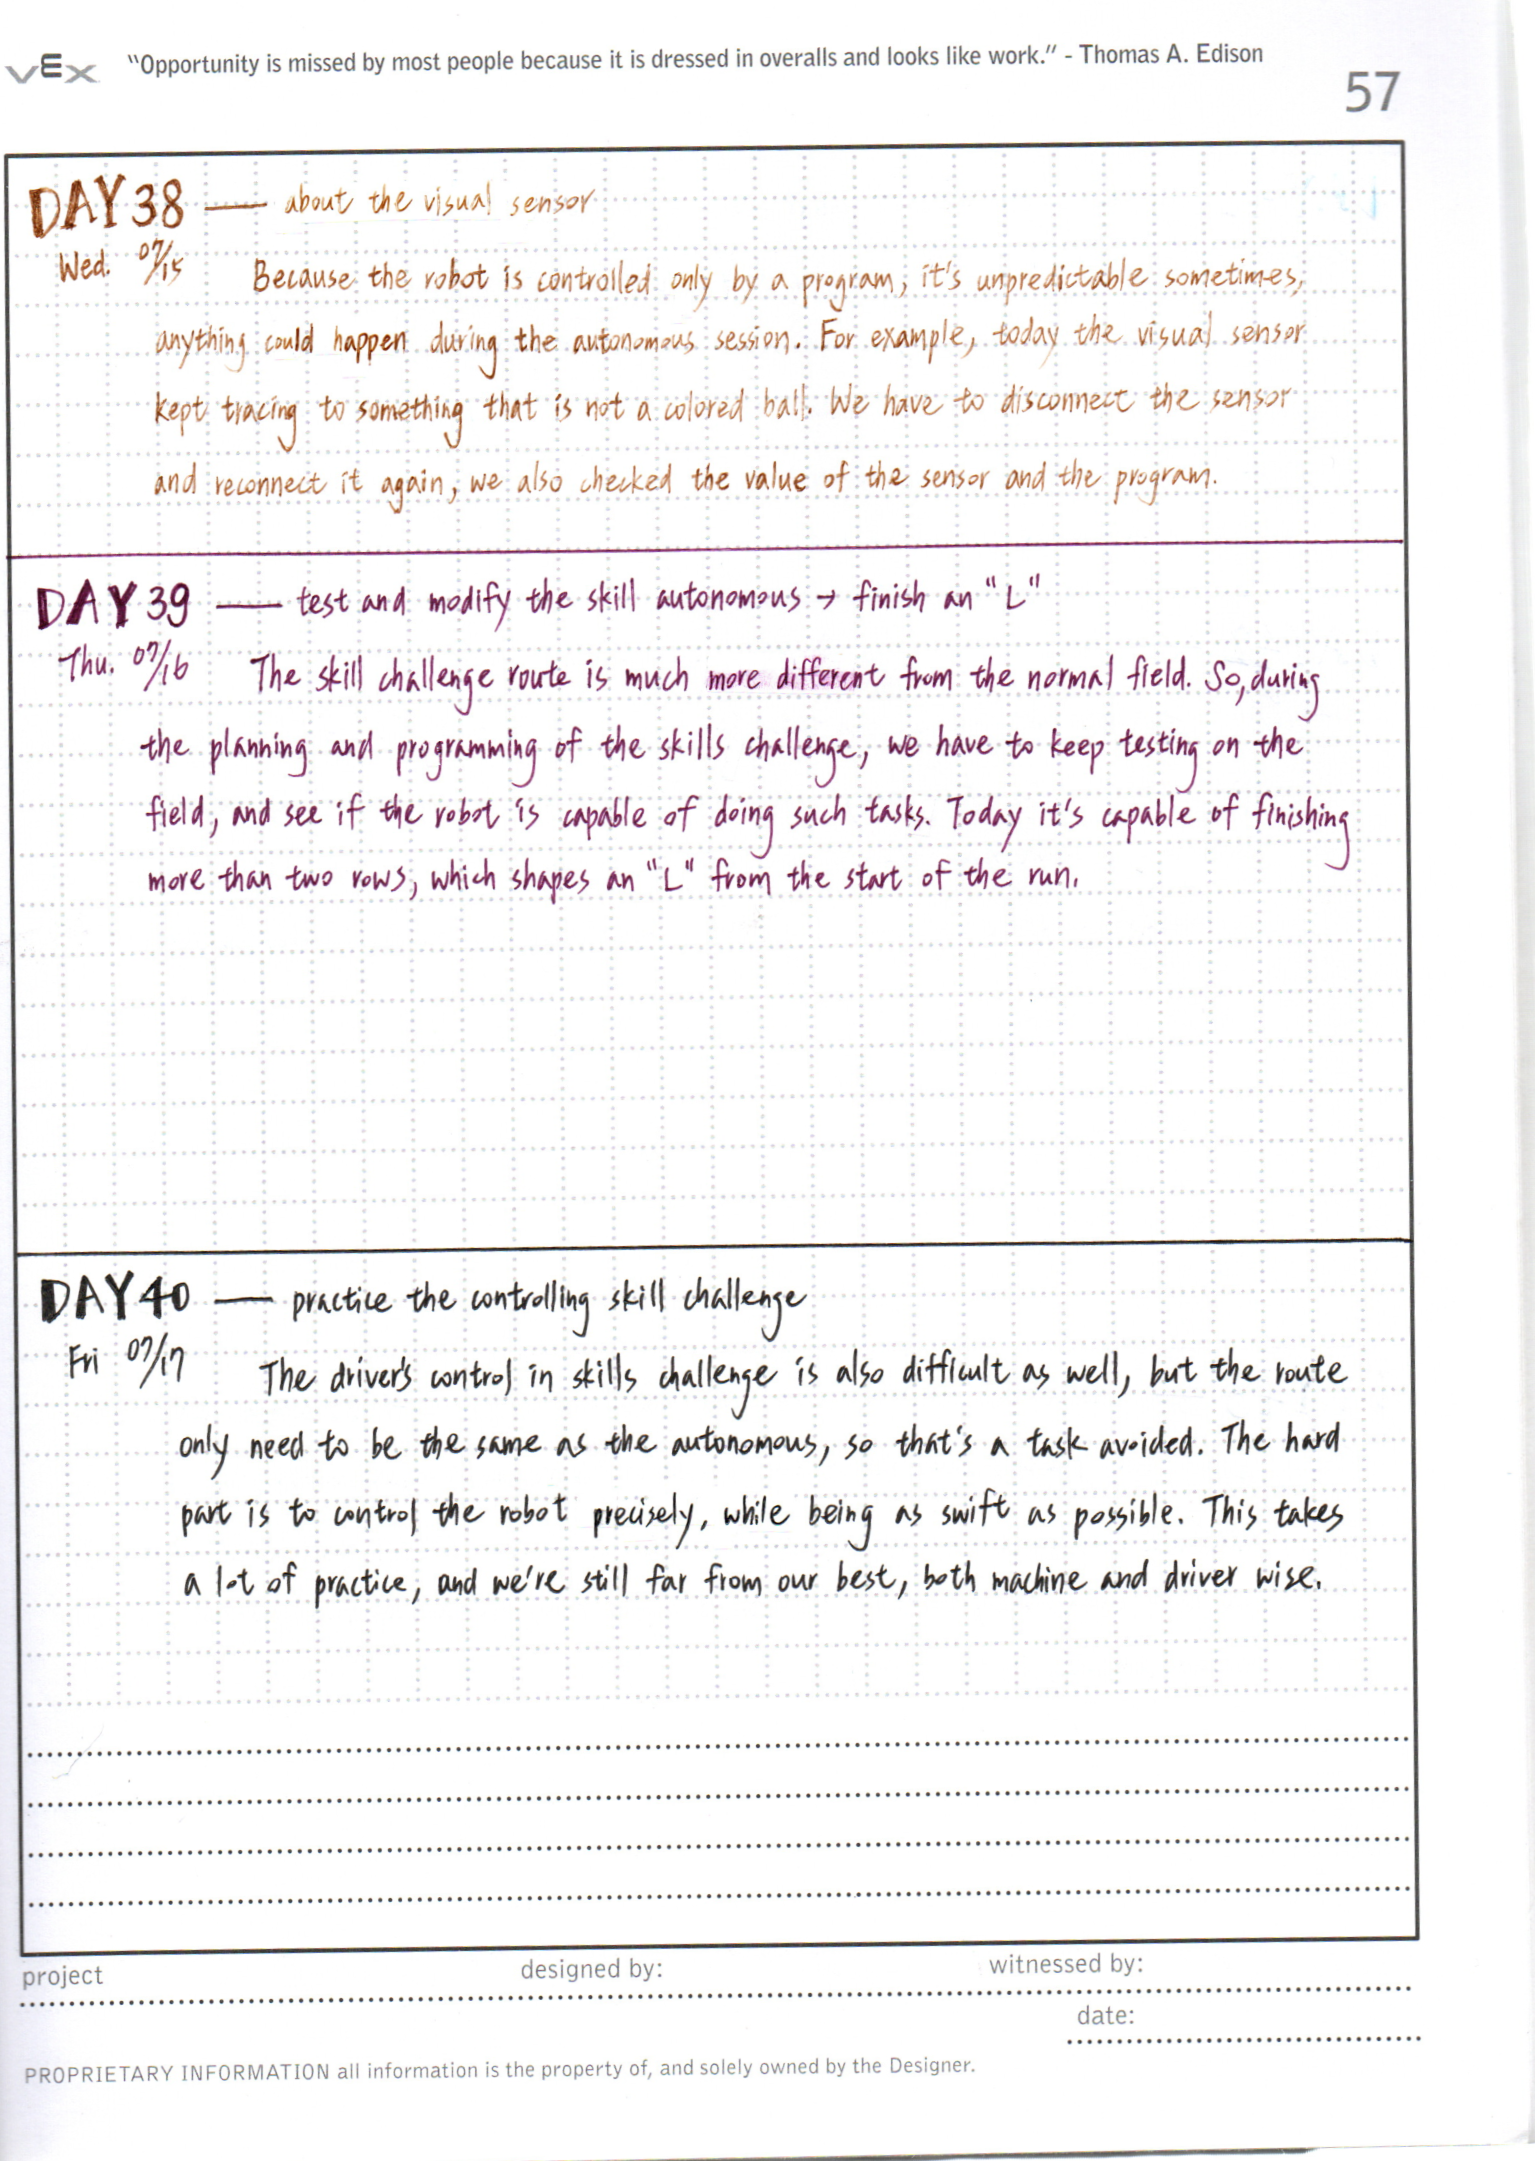 VEX "Opportunity is missed by most people because it is dressed in overalls and looks like work." - Thomas A. Edison
57
DAY 38 — about the visual sensor
Wed. 07/15 Because the robot is controlled only by a program, it's unpredictable sometimes,
anything could happen during the autonomous session. For example, today the visual sensor
kept tracing to something that is not a colored ball. We have to disconnect the sensor
and reconnect it again, we also checked the value of the sensor and the program.
DAY 39 — test and modify the skill autonomous → finish an "L"
Thu. 07/16 The skill challenge route is much more different from the normal field. So, during
the planning and programming of the skills challenge, we have to keep testing on the
field, and see if the robot is capable of doing such tasks. Today it's capable of finishing
more than two rows, which shapes an "L" from the start of the run.
DAY 40 — practice the controlling skill challenge
Fri 07/17 The driver's control in skills challenge is also difficult as well, but the route
only need to be the same as the autonomous, so that's a task avoided. The hard
part is to control the robot precisely, while being as swift as possible. This takes
a lot of practice, and we're still far from our best, both machine and driver wise.
project designed by: witnessed by:
date:
PROPRIETARY INFORMATION all information is the property of, and solely owned by the Designer.